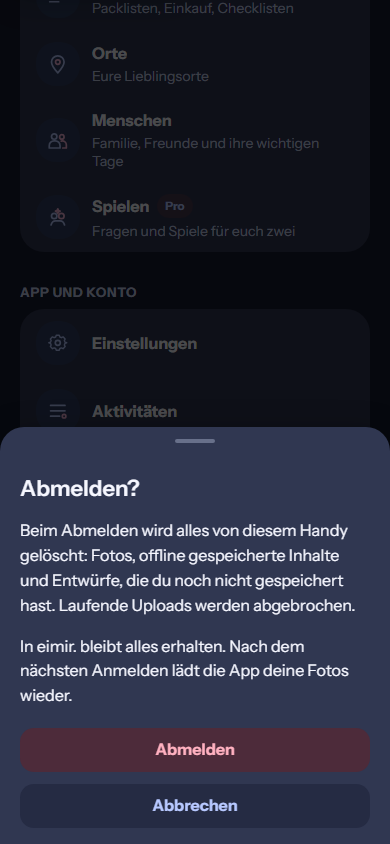 Packlisten, Einkauf, Checklisten
Orte
Eure Lieblingsorte
Menschen
Familie, Freunde und ihre wichtigen
Tage
Spielen Pro
Fragen und Spiele für euch zwei
APP UND KONTO
Einstellungen
Aktivitäten
Abmelden?
Beim Abmelden wird alles von diesem Handy
gelöscht: Fotos, offline gespeicherte Inhalte
und Entwürfe, die du noch nicht gespeichert
hast. Laufende Uploads werden abgebrochen.
In eimir. bleibt alles erhalten. Nach dem
nächsten Anmelden lädt die App deine Fotos
wieder.
Abmelden
Abbrechen